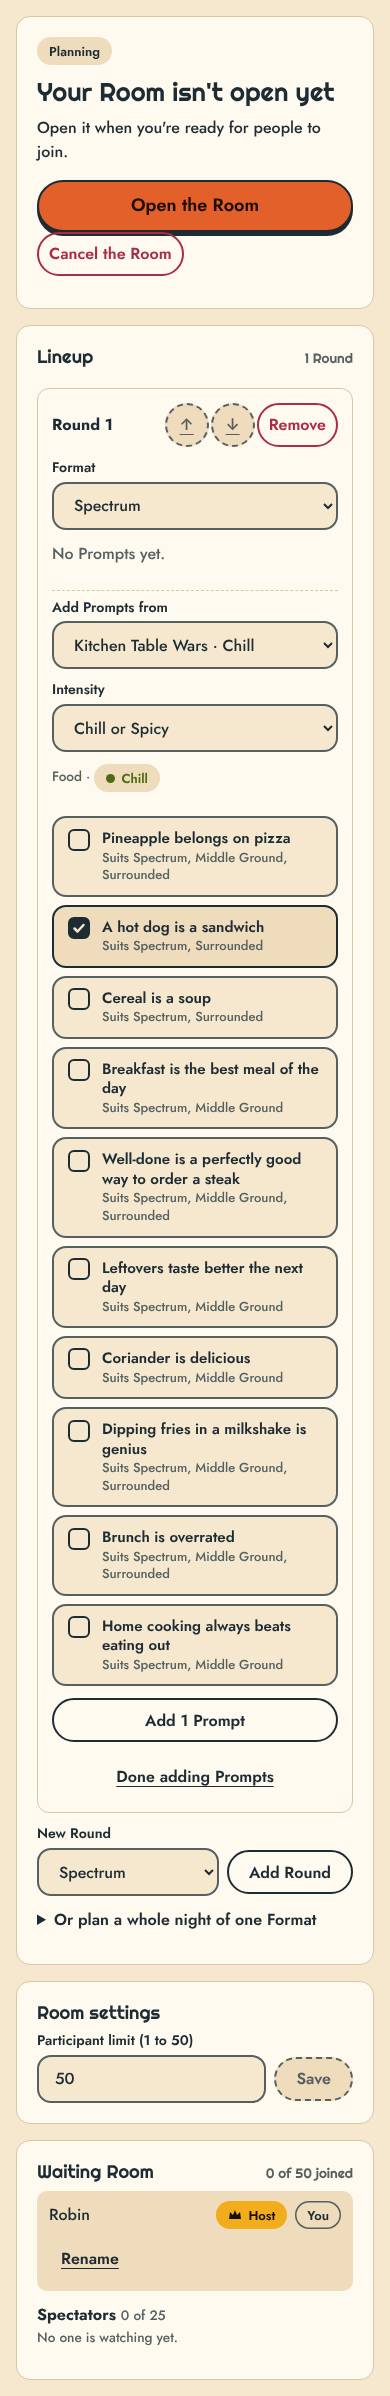 Planning
Your Room isn't open yet
Open it when you're ready for people to
join.
Open the Room
Cancel the Room
Lineup
1 Round
Round 1
Remove
Format
Spectrum
No Prompts yet.
Add Prompts from
Kitchen Table Wars · Chill
Intensity
Chill or Spicy
Food · Chill
Pineapple belongs on pizza
Suits Spectrum, Middle Ground,
Surrounded
A hot dog is a sandwich
Suits Spectrum, Surrounded
Cereal is a soup
Suits Spectrum, Surrounded
Breakfast is the best meal of the
day
Suits Spectrum, Middle Ground
Well-done is a perfectly good
way to order a steak
Suits Spectrum, Middle Ground,
Surrounded
Leftovers taste better the next
day
Suits Spectrum, Middle Ground
Coriander is delicious
Suits Spectrum, Middle Ground
Dipping fries in a milkshake is
genius
Suits Spectrum, Middle Ground,
Surrounded
Brunch is overrated
Suits Spectrum, Middle Ground,
Surrounded
Home cooking always beats
eating out
Suits Spectrum, Middle Ground
Add 1 Prompt
Done adding Prompts
New Round
Spectrum
Add Round
Or plan a whole night of one Format
Room settings
Participant limit (1 to 50)
50
Save
Waiting Room
0 of 50 joined
Robin
Host
You
Rename
Spectators 0 of 25
No one is watching yet.